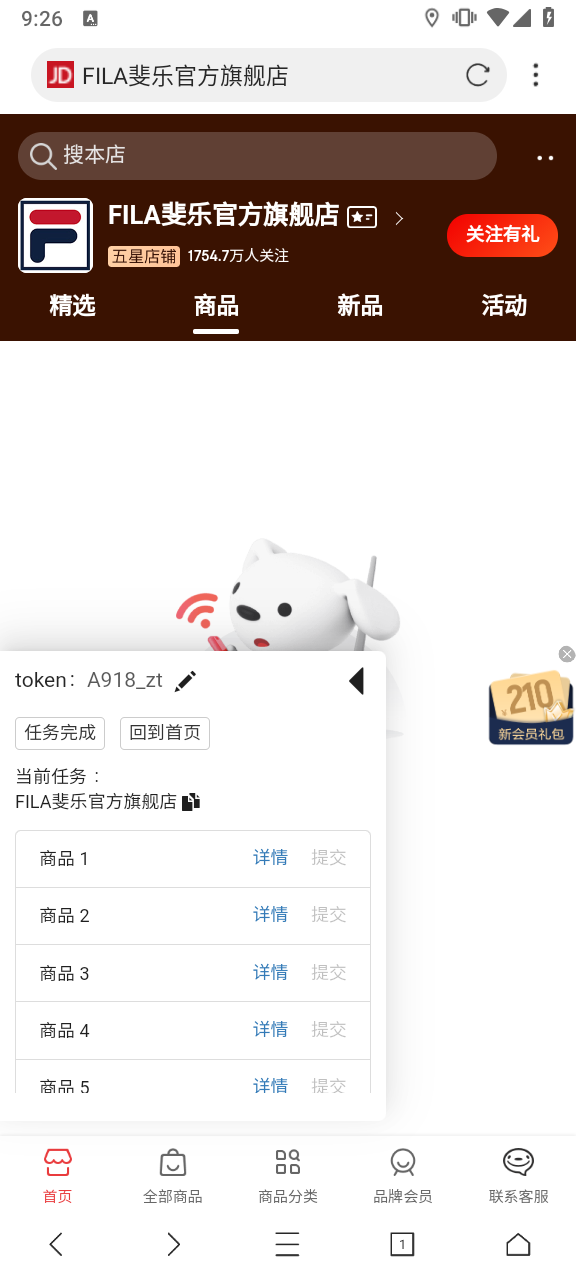 9:26
A
JD FILA斐乐官方旗舰店
搜本店
FILA斐乐官方旗舰店
五星店铺 1754.7万人关注
关注有礼
精选 商品 新品 活动
token: A918_zt
任务完成 回到首页
当前任务：
FILA斐乐官方旗舰店
商品 1 详情 提交
商品 2 详情 提交
商品 3 详情 提交
商品 4 详情 提交
商品 5 详情 提交
¥210
新会员礼包
首页 全部商品 商品分类 品牌会员 联系客服
1